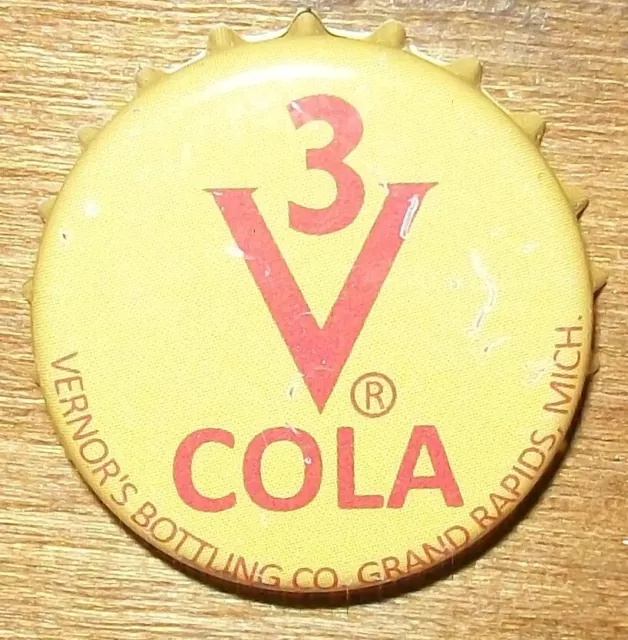 3
V ®
COLA
VERNOR'S BOTTLING CO. GRAND RAPIDS, MICH.